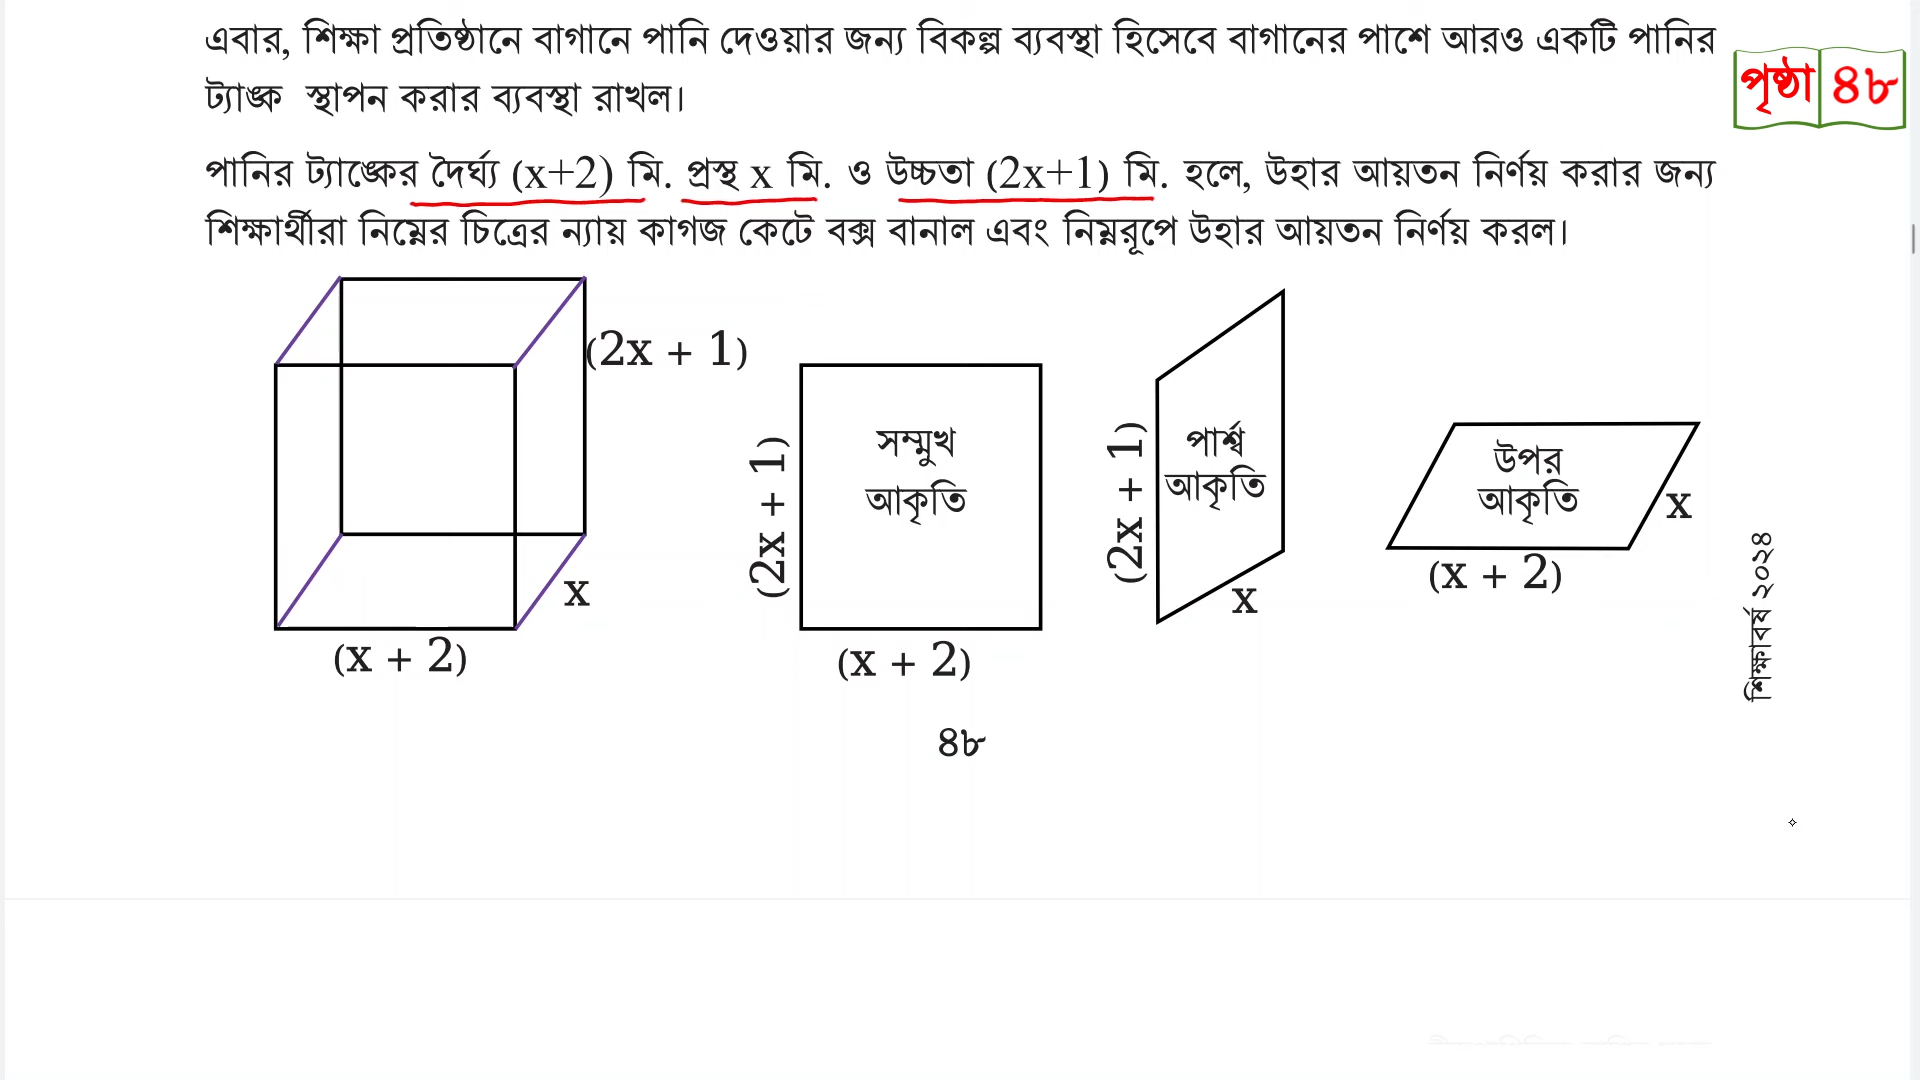 এবার, শিক্ষা প্রতিষ্ঠানে বাগানে পানি দেওয়ার জন্য বিকল্প ব্যবস্থা হিসেবে বাগানের পাশে আরও একটি পানির
ট্যাঙ্ক স্থাপন করার ব্যবস্থা রাখল।
পৃষ্ঠা ৪৮
পানির ট্যাঙ্কের দৈর্ঘ্য (x+2) মি. প্রস্থ x মি. ও উচ্চতা (2x+1) মি. হলে, উহার আয়তন নির্ণয় করার জন্য
শিক্ষার্থীরা নিম্নের চিত্রের ন্যায় কাগজ কেটে বক্স বানাল এবং নিম্নরূপে উহার আয়তন নির্ণয় করল।
(2x + 1)
x
(x + 2)
(2x + 1)
সম্মুখ
আকৃতি
(x + 2)
(2x + 1)
পার্শ্ব
আকৃতি
x
উপর
আকৃতি
x
(x + 2)
শিক্ষাবর্ষ ২০২৪
৪৮